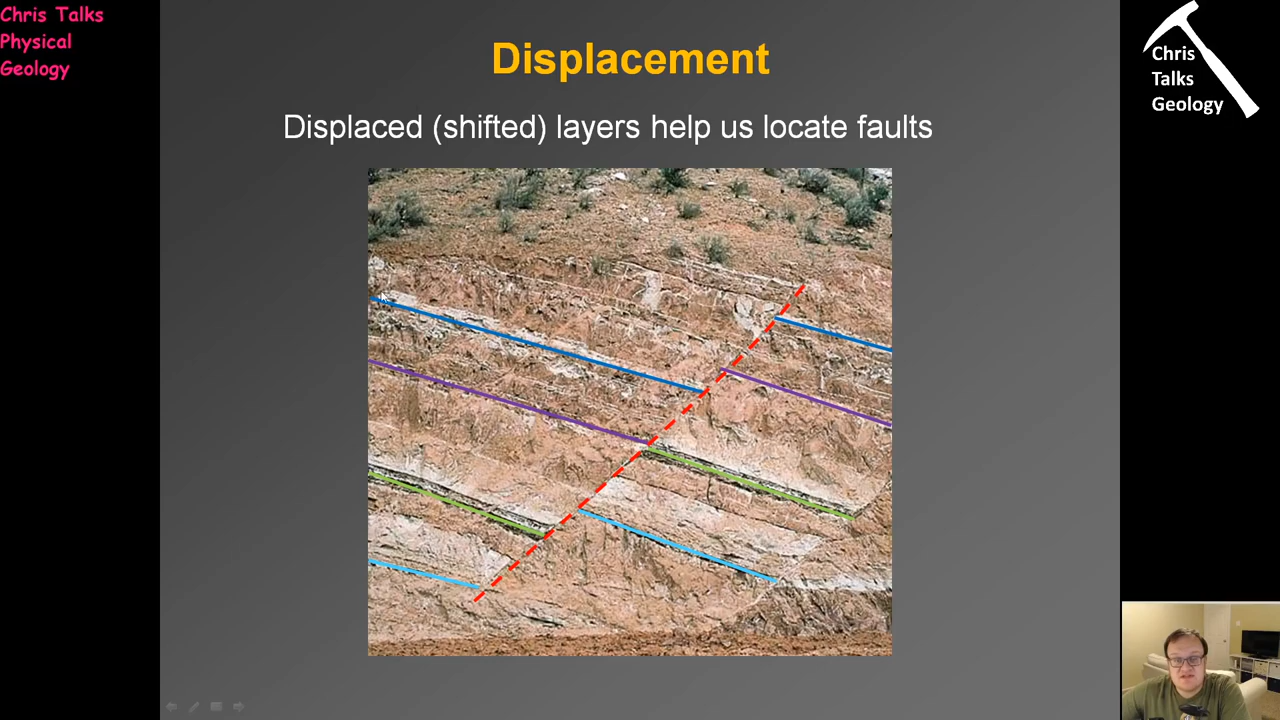 Chris Talks
Physical
Geology
Displacement
Displaced (shifted) layers help us locate faults
Chris
Talks
Geology